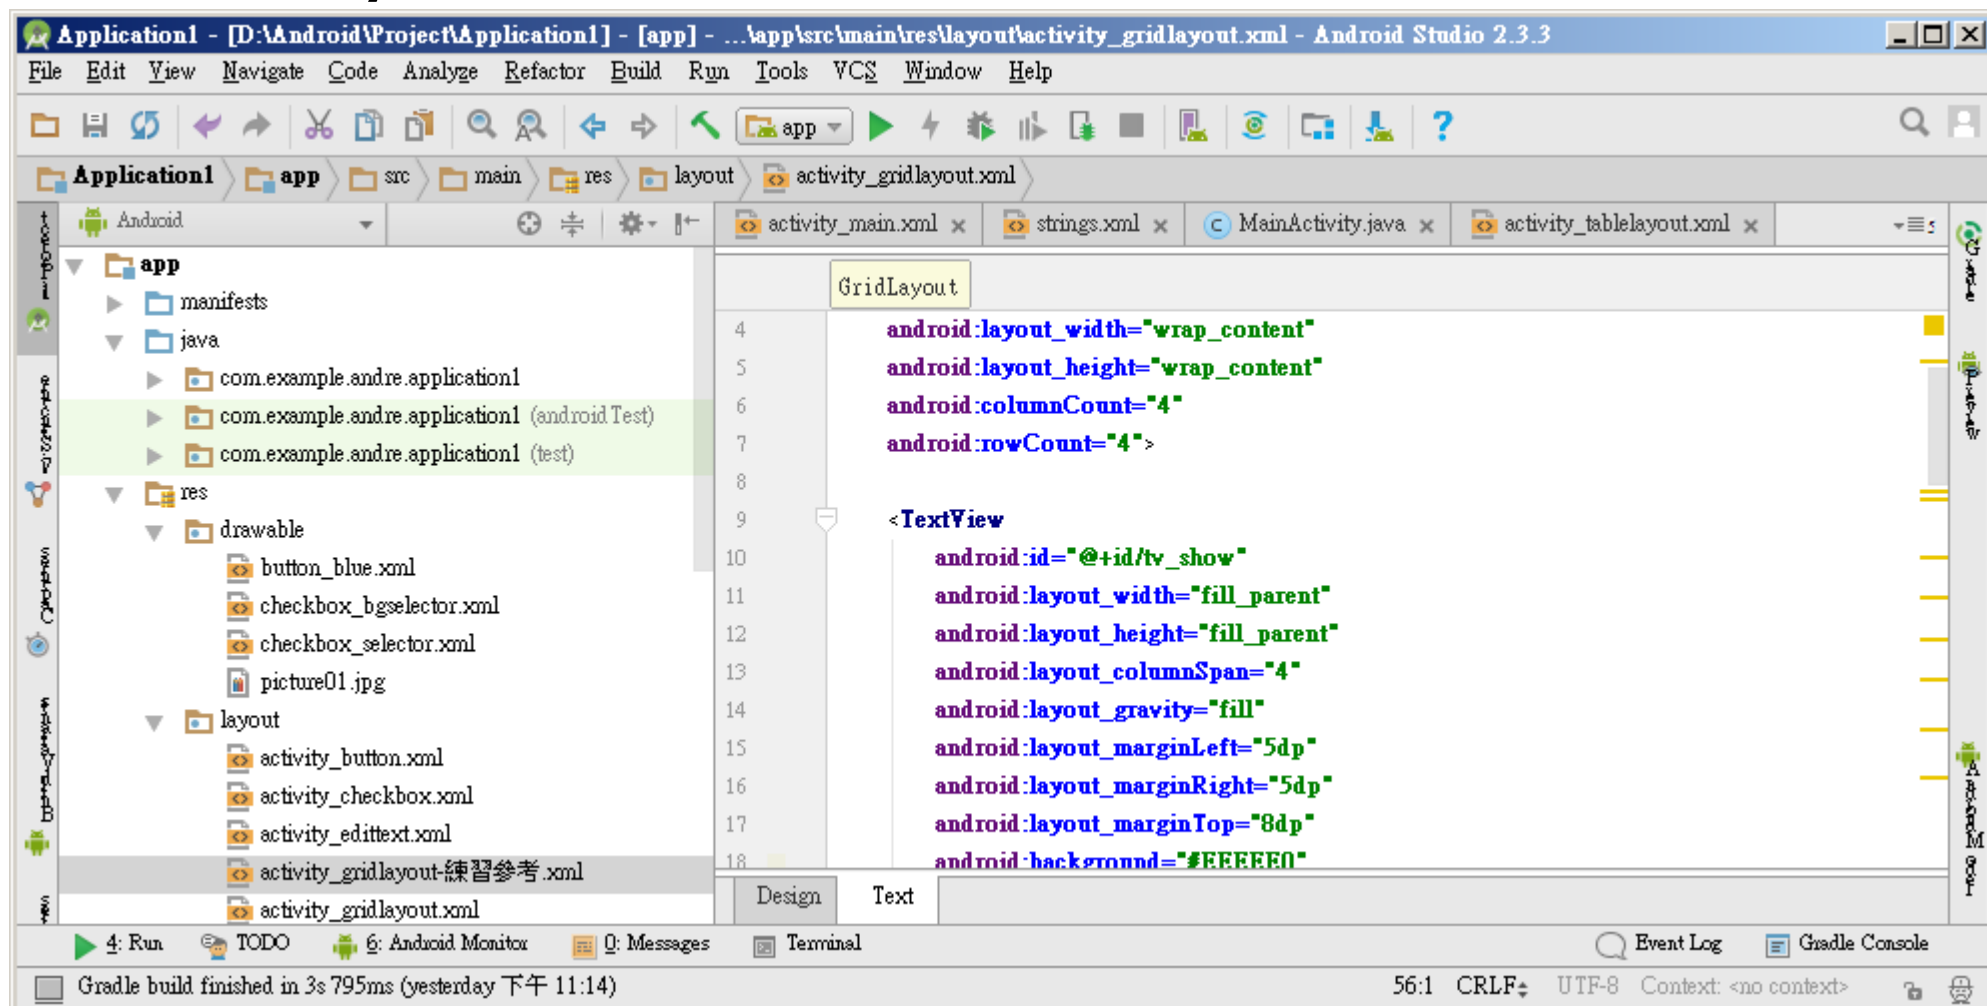 Application1 - [D:\Android\Project\Application1] - [app] - ...\app\src\main\res\layout\activity_gridlayout.xml - Android Studio 2.3.3
File Edit View Navigate Code Analyze Refactor Build Run Tools VCS Window Help
app
Application1 app src main res layout activity_gridlayout.xml
Android
activity_main.xml strings.xml MainActivity.java activity_tablelayout.xml
app
manifests
java
com.example.andre.application1
com.example.andre.application1 (androidTest)
com.example.andre.application1 (test)
res
drawable
button_blue.xml
checkbox_bgselector.xml
checkbox_selector.xml
picture01.jpg
layout
activity_button.xml
activity_checkbox.xml
activity_edittext.xml
activity_gridlayout-練習參考.xml
activity_gridlayout.xml
GridLayout
4 android:layout_width="wrap_content"
5 android:layout_height="wrap_content"
6 android:columnCount="4"
7 android:rowCount="4">
8
9 <TextView
10 android:id="@+id/tv_show"
11 android:layout_width="fill_parent"
12 android:layout_height="fill_parent"
13 android:layout_columnSpan="4"
14 android:layout_gravity="fill"
15 android:layout_marginLeft="5dp"
16 android:layout_marginRight="5dp"
17 android:layout_marginTop="8dp"
18 android:background="#EEEEE0"
Design Text
4: Run TODO 6: Android Monitor 0: Messages Terminal Event Log Gradle Console
Gradle build finished in 3s 795ms (yesterday 下午 11:14) 56:1 CRLF UTF-8 Context: <no context>